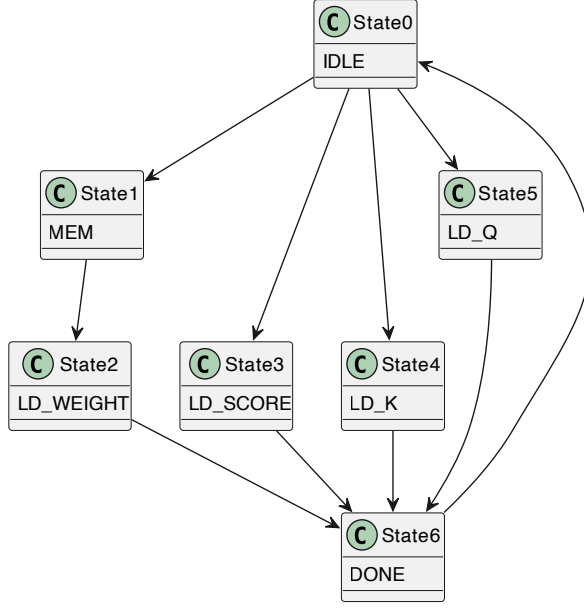 C State0
IDLE
C State1
MEM
C State5
LD_Q
C State2
LD_WEIGHT
C State3
LD_SCORE
C State4
LD_K
C State6
DONE